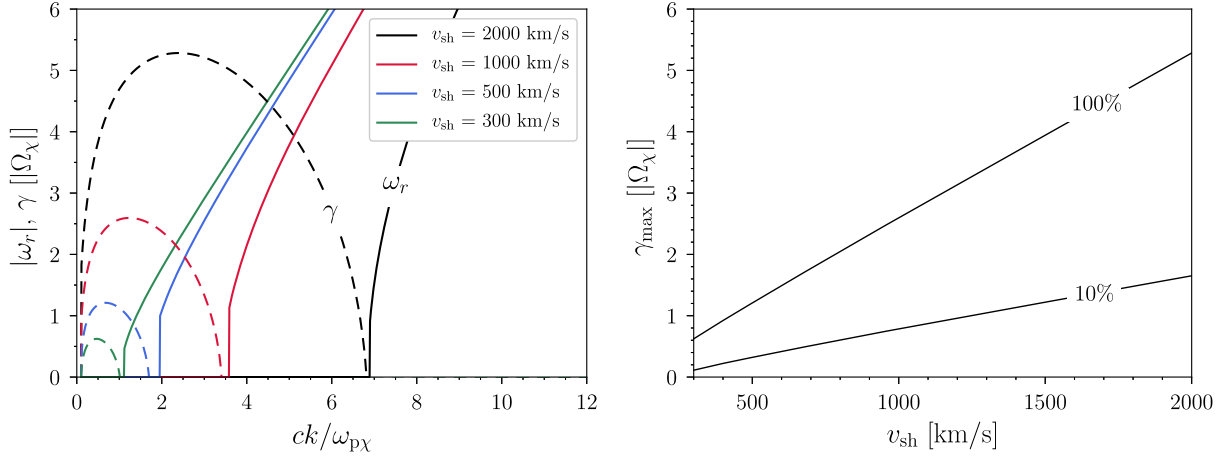 |ω_r|, γ [|Ω_χ|]
6
5
4
3
2
1
0
0
2
4
6
8
10
12
ck/ω_pχ
v_sh = 2000 km/s
v_sh = 1000 km/s
v_sh = 500 km/s
v_sh = 300 km/s
γ
ω_r
γ_max [|Ω_χ|]
6
5
4
3
2
1
0
100%
10%
500
1000
1500
2000
v_sh [km/s]